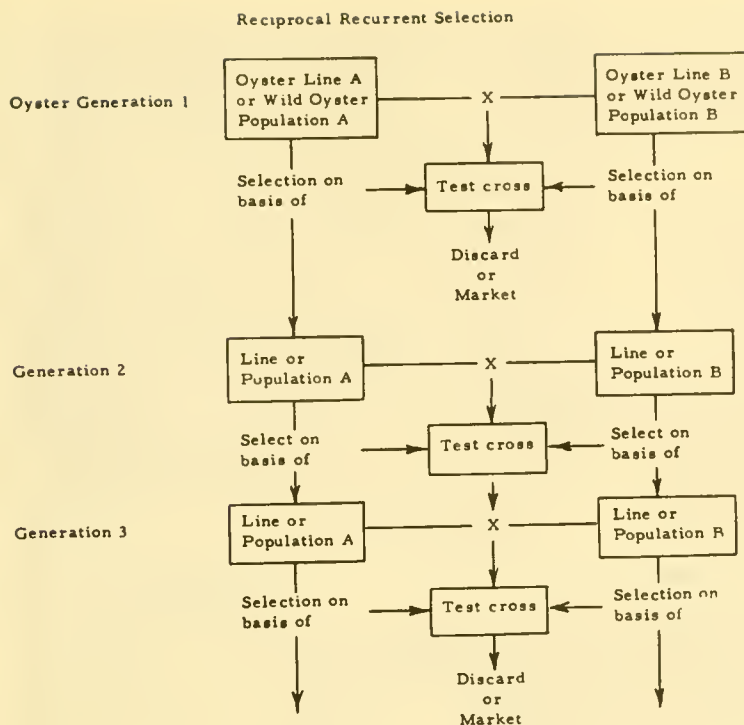 Reciprocal Recurrent Selection
Oyster Generation 1
Oyster Line A
or Wild Oyster
Population A
X
Oyster Line B
or Wild Oyster
Population B
Selection on
basis of
Test cross
Selection on
basis of
Discard
or
Market
Generation 2
Line or
Population A
X
Line or
Population B
Select on
basis of
Test cross
Select on
basis of
Generation 3
Line or
Population A
X
Line or
Population B
Selection on
basis of
Test cross
Selection on
basis of
Discard
or
Market